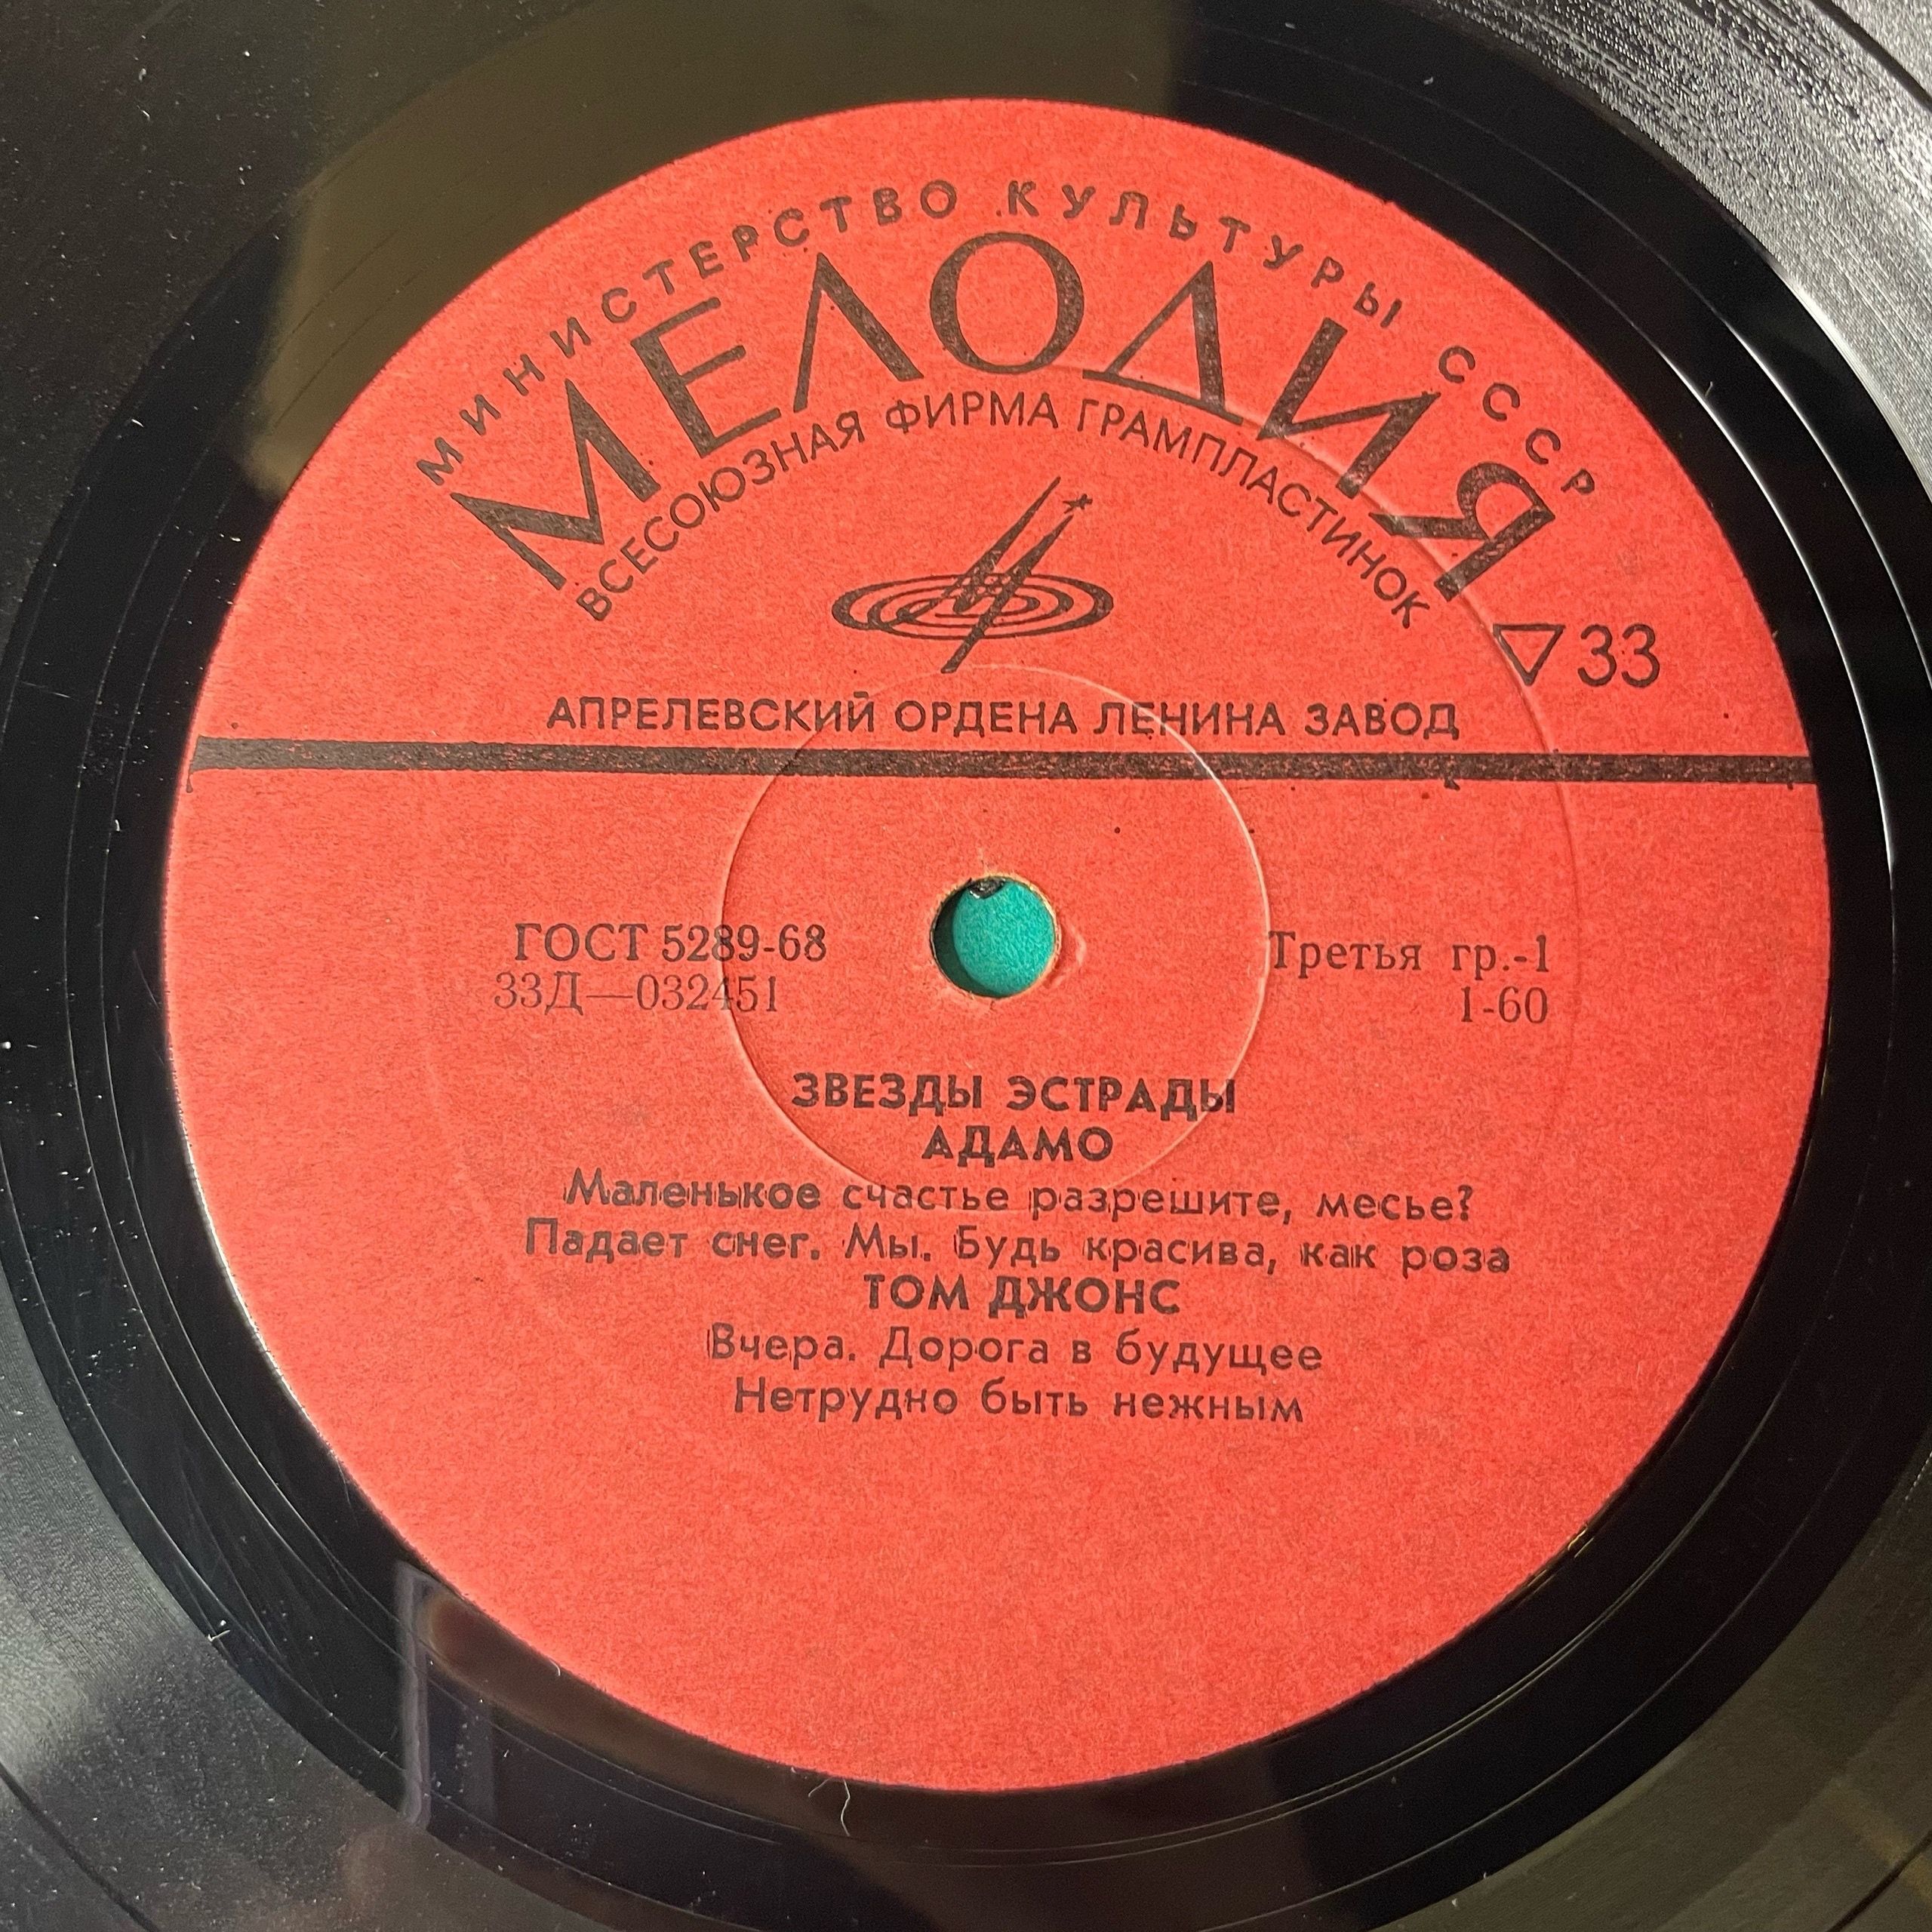 МИНИСТЕРСТВО КУЛЬТУРЫ СССР
МЕЛОДИЯ
ВСЕСОЮЗНАЯ ФИРМА ГРАМПЛАСТИНОК
33
АПРЕЛЕВСКИЙ ОРДЕНА ЛЕНИНА ЗАВОД
ГОСТ 5289-68 Третья гр.-1
33Д—032451 1-60
ЗВЕЗДЫ ЭСТРАДЫ
АДАМО
Маленькое счастье разрешите, месье?
Падает снег. Мы. Будь красива, как роза
ТОМ ДЖОНС
Вчера. Дорога в будущее
Нетрудно быть нежным